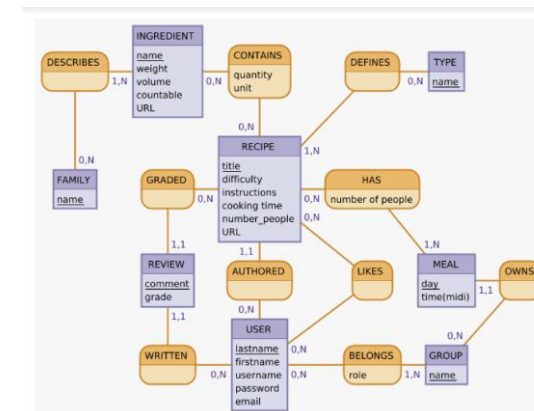 INGREDIENT
name
weight
volume
countable
URL
DESCRIBES
1,N
0,N
CONTAINS
quantity
unit
0,N
DEFINES
0,N
TYPE
name
0,N
1,N
FAMILY
name
RECIPE
title
difficulty
instructions
cooking time
number_people
URL
GRADED
0,N
0,N
HAS
number of people
0,N
1,1
1,1
1,N
REVIEW
comment
grade
1,1
AUTHORED
0,N
LIKES
MEAL
day
time(midi)
1,1
OWNS
0,N
USER
lastname
firstname
username
password
email
WRITTEN
0,N
0,N
0,N
BELONGS
role
1,N
GROUP
name